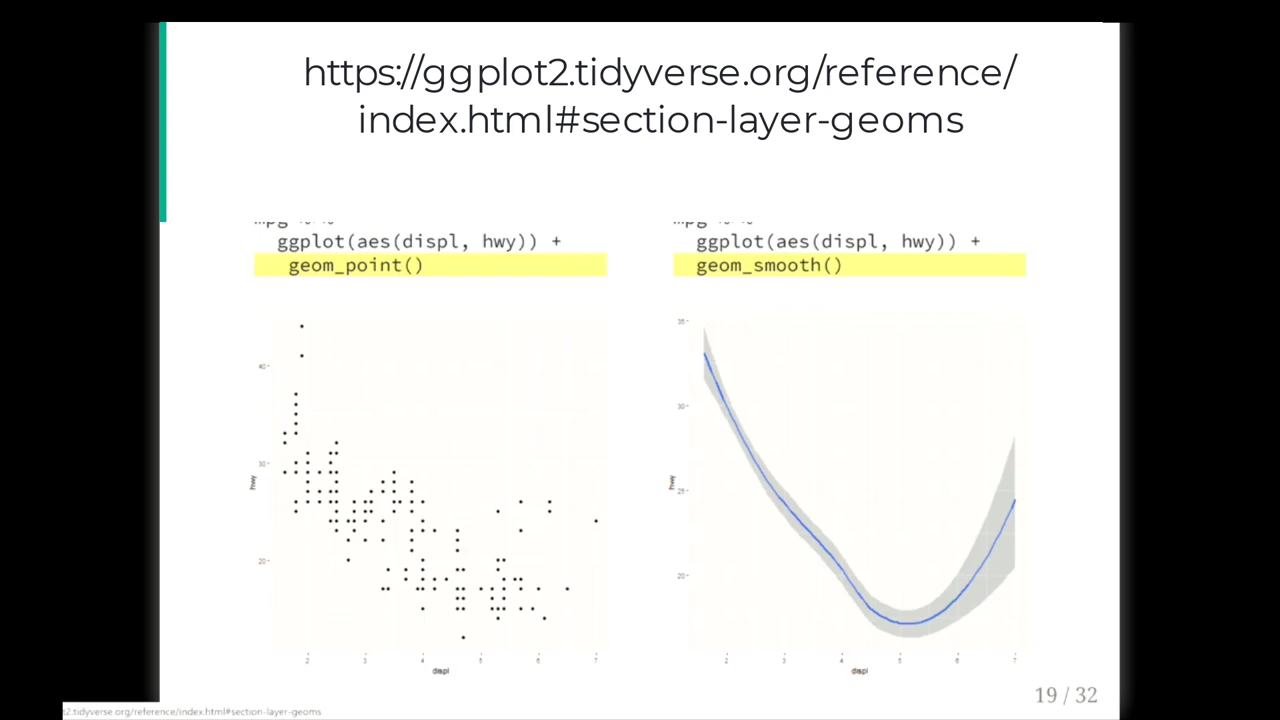 https://ggplot2.tidyverse.org/reference/
index.html#section-layer-geoms
ggplot(aes(displ, hwy)) +
geom_point()
40
30
20
hwy
2 3 4 5 6 7
displ
ggplot(aes(displ, hwy)) +
geom_smooth()
35
30
25
20
hwy
2 3 4 5 6 7
displ
19 / 32
t2.tidyverse.org/reference/index.html#section-layer-geoms